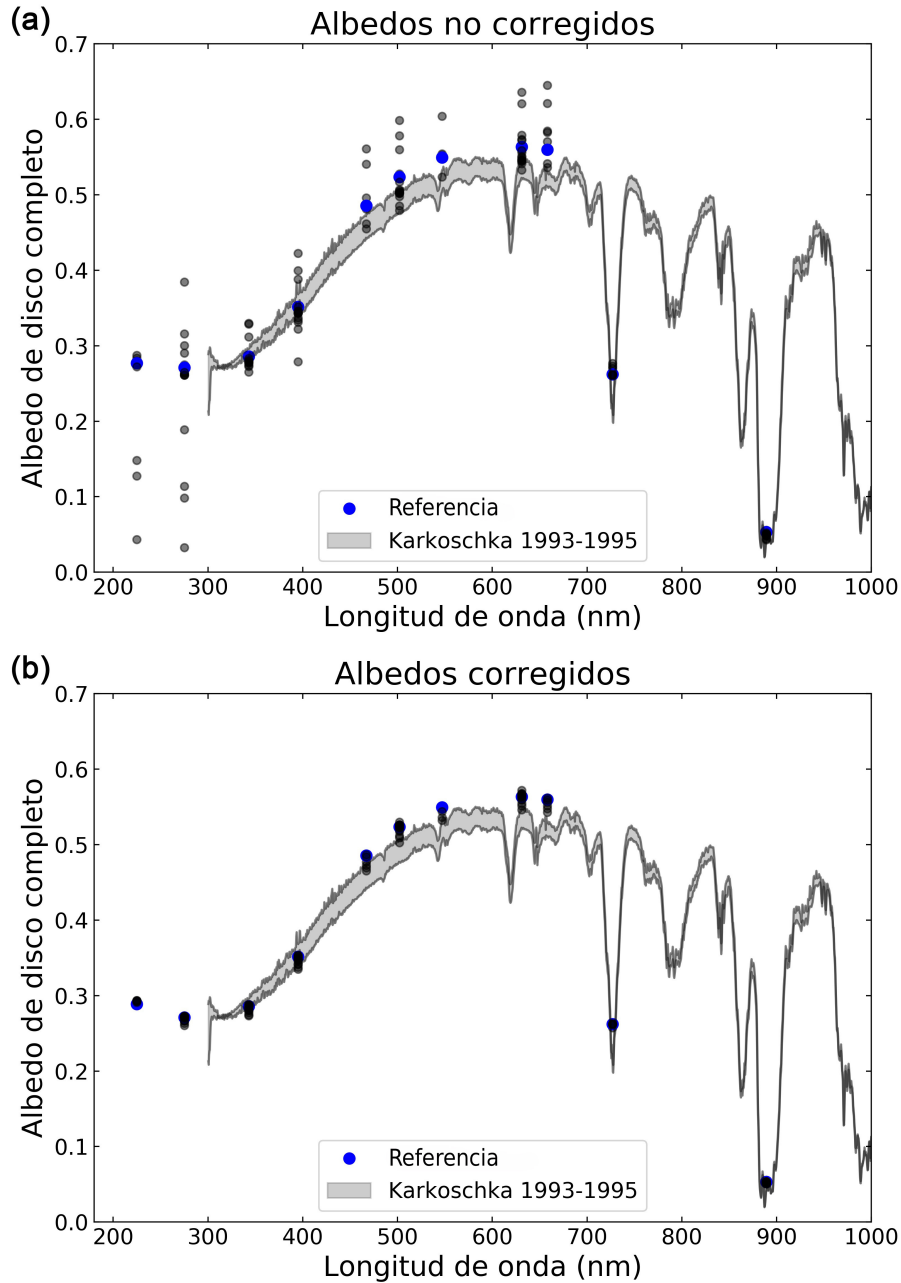 (a)
Albedos no corregidos
0.7
0.6
0.5
0.4
0.3
0.2
0.1
0.0
Albedo de disco completo
Referencia
Karkoschka 1993-1995
200 300 400 500 600 700 800 900 1000
Longitud de onda (nm)
(b)
Albedos corregidos
0.7
0.6
0.5
0.4
0.3
0.2
0.1
0.0
Albedo de disco completo
Referencia
Karkoschka 1993-1995
200 300 400 500 600 700 800 900 1000
Longitud de onda (nm)